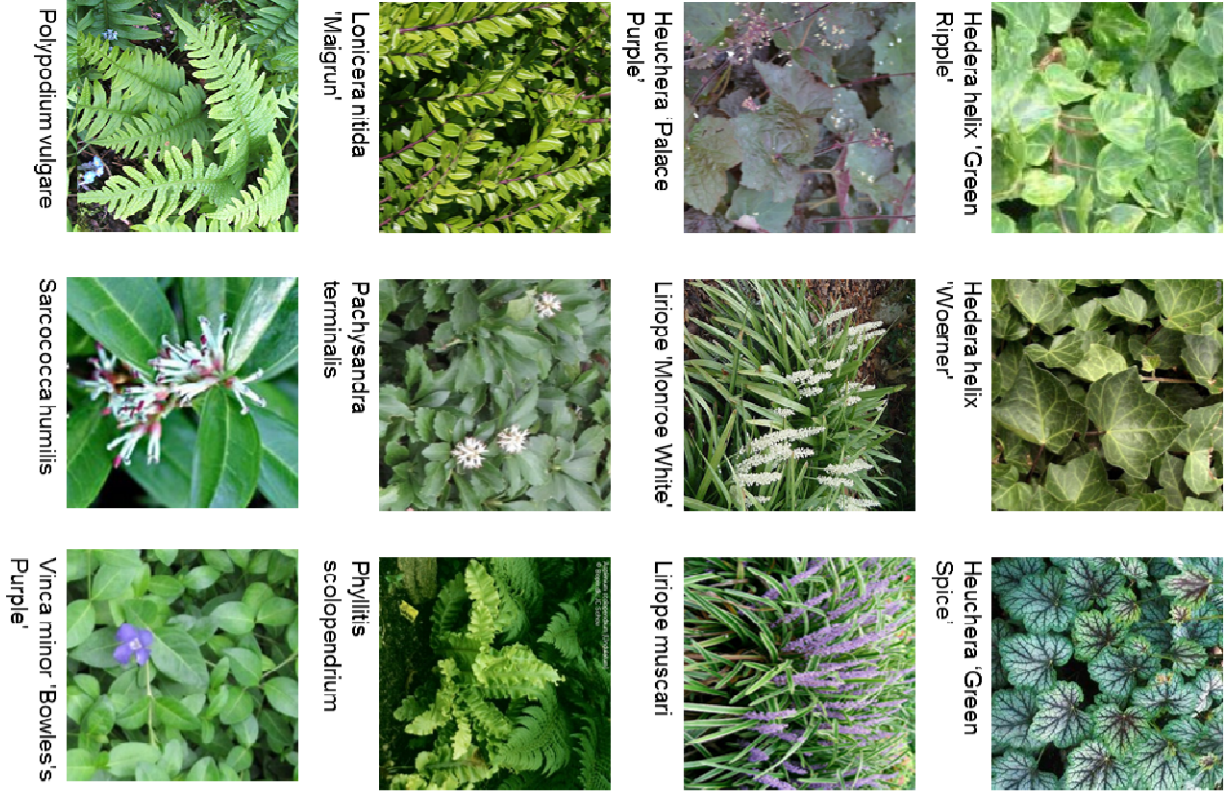 Hedera helix 'Green
Ripple'
Hedera helix
'Woerner'
Heuchera 'Green
Spice'
Heuchera 'Palace
Purple'
Liriope 'Monroe White'
Liriope muscari
Lonicera nitida
'Maigrun'
Pachysandra
terminalis
Phyllitis
scolopendrium
Polypodium vulgare
Sarcococca humilis
Vinca minor 'Bowles's
Purple'